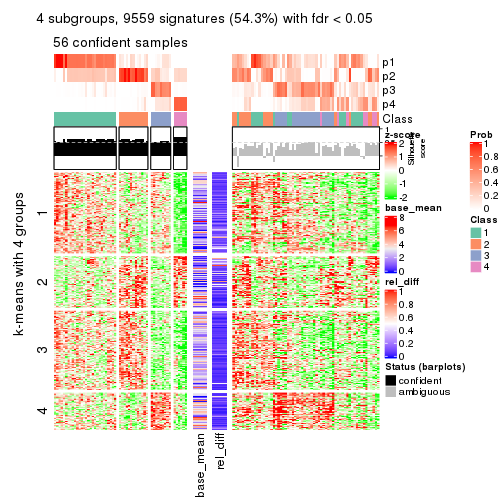 4 subgroups, 9559 signatures (54.3%) with fdr < 0.05
56 confident samples
p1
p2
p3
p4
Class
1
z-score
2
1
0
-1
-2
Silhouette score
base_mean
8
6
4
2
0
rel_diff
1
0.8
0.6
0.4
0.2
0
Status (barplots)
confident
ambiguous
Prob
1
0.8
0.6
0.4
0.2
0
Class
1
2
3
4
k-means with 4 groups
1
2
3
4
base_mean
rel_diff